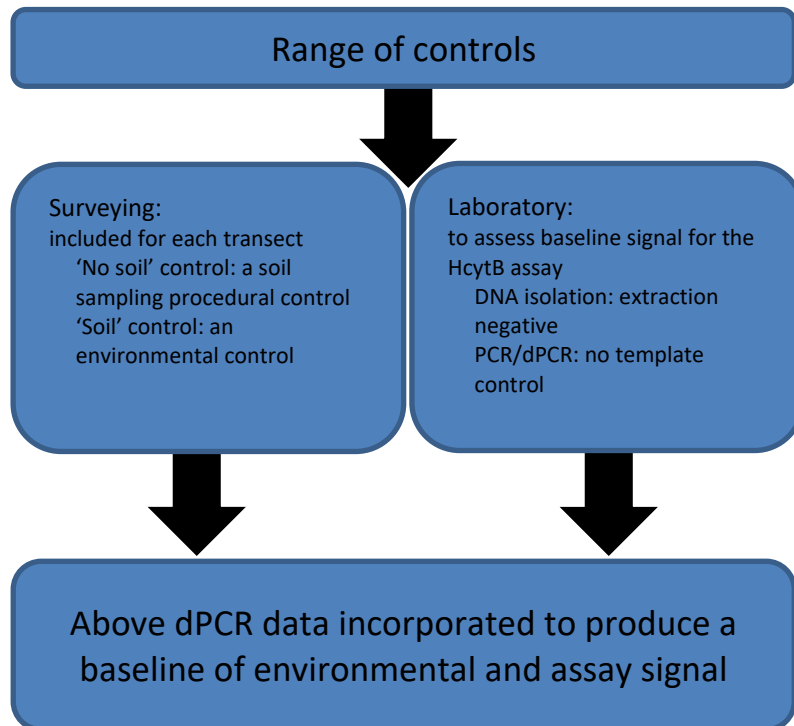 Range of controls
Surveying:
included for each transect
‘No soil’ control: a soil
sampling procedural control
‘Soil’ control: an
environmental control
Laboratory:
to assess baseline signal for the
HcytB assay
DNA isolation: extraction
negative
PCR/dPCR: no template
control
Above dPCR data incorporated to produce a
baseline of environmental and assay signal